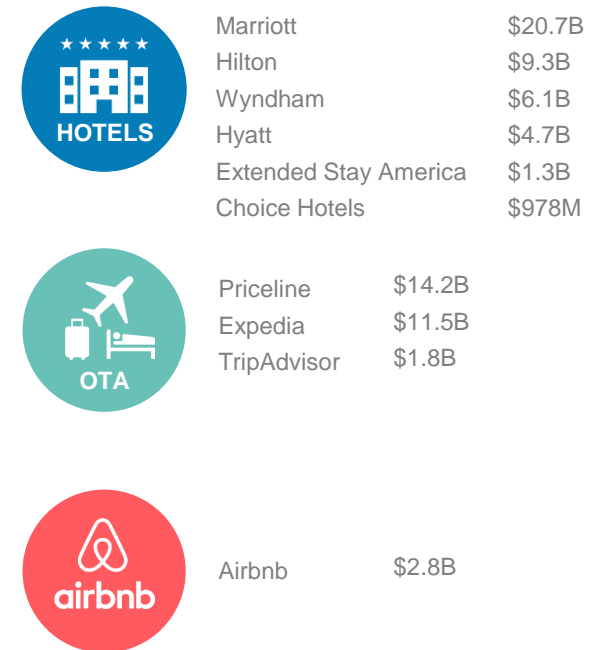 HOTELS
Marriott $20.7B
Hilton $9.3B
Wyndham $6.1B
Hyatt $4.7B
Extended Stay America $1.3B
Choice Hotels $978M
OTA
Priceline $14.2B
Expedia $11.5B
TripAdvisor $1.8B
airbnb
Airbnb $2.8B